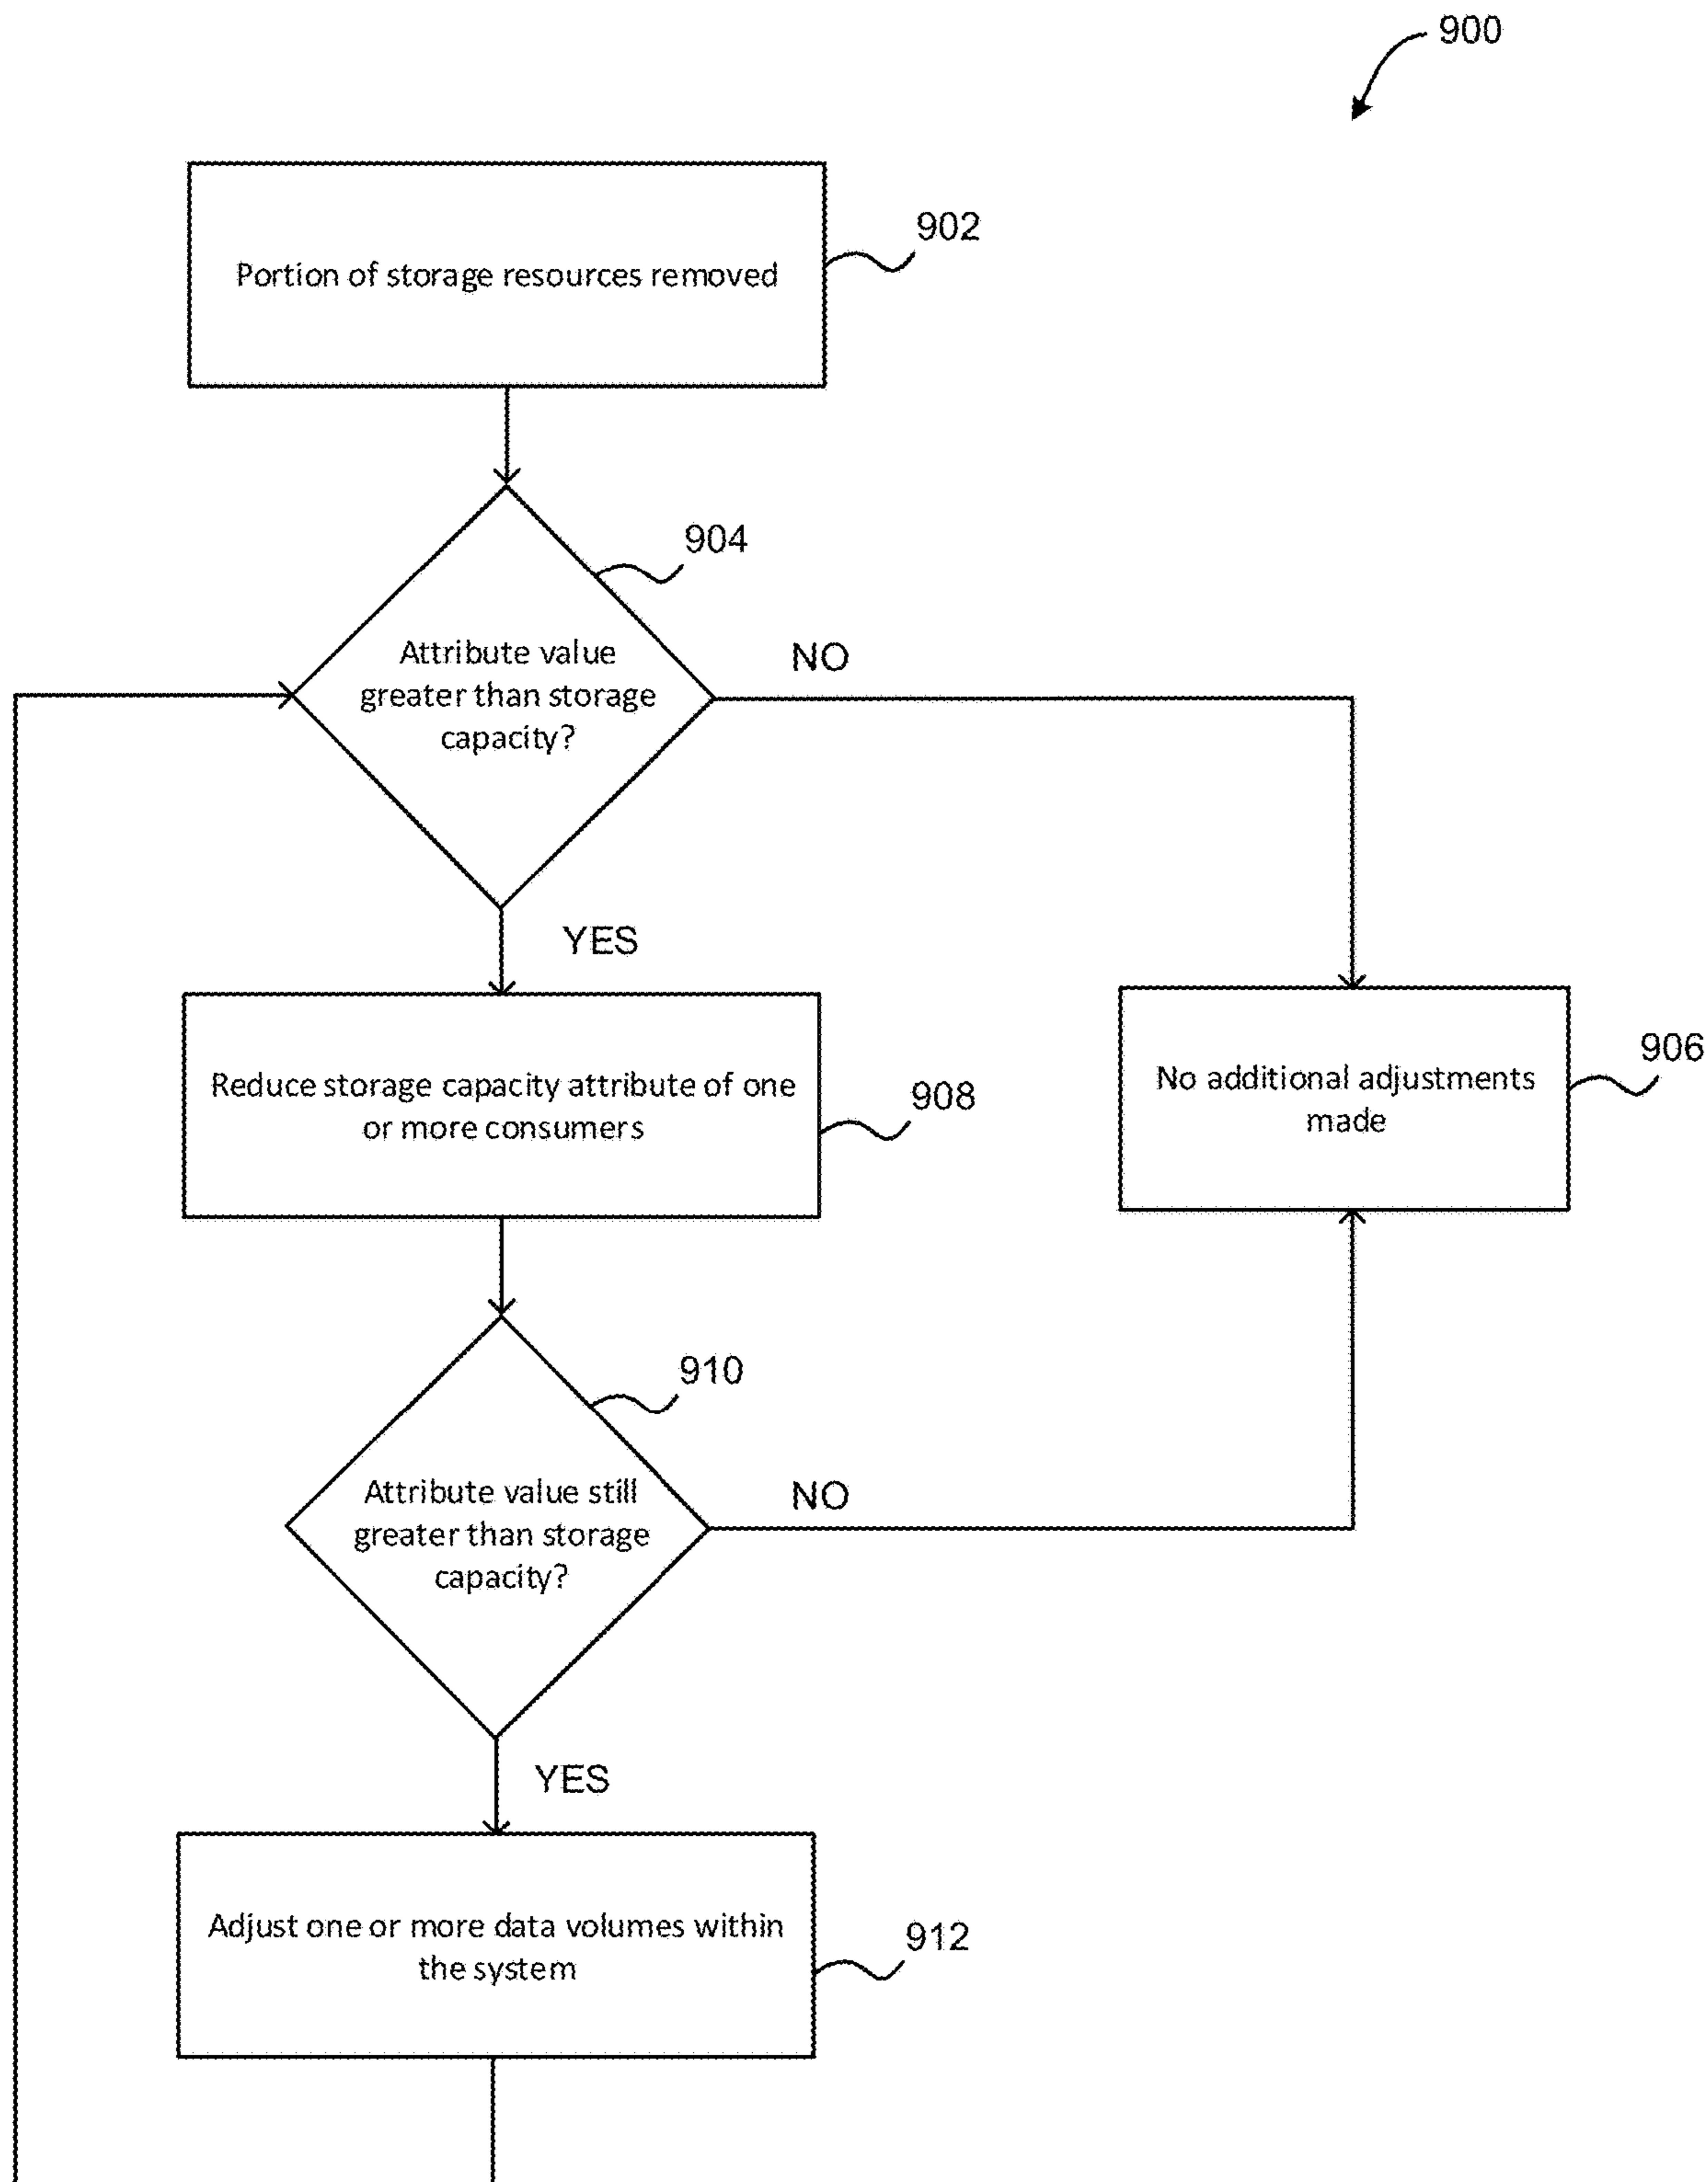 900
Portion of storage resources removed
902
904
Attribute value
greater than storage
capacity?
NO
YES
Reduce storage capacity attribute of one
or more consumers
908
No additional adjustments
made
906
910
Attribute value still
greater than storage
capacity?
NO
YES
Adjust one or more data volumes within
the system
912